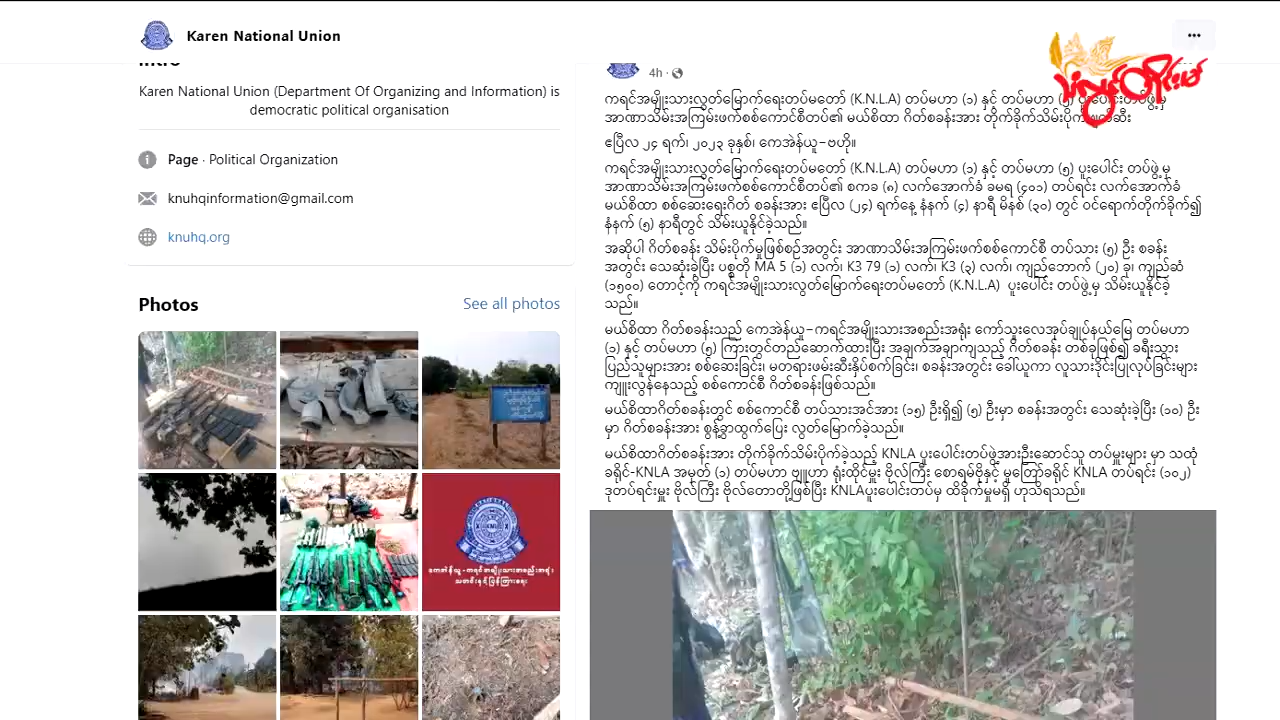 Karen National Union
Intro
Karen National Union (Department Of Organizing and Information) is
democratic political organisation
Page · Political Organization
knuhqinformation@gmail.com
knuhq.org
Photos
See all photos
ကေအဲန်ယူ - ကရင်အမျိုးသားအစည်းအရုံး
သတင်းနှင့်ပြန်ကြားရေး
4h ·
ကရင်အမျိုးသားလွတ်မြောက်ရေးတပ်မတော် (K.N.L.A) တပ်မဟာ (၁) နှင့် တပ်မဟာ (၅) ပူးပေါင်းတပ်ဖွဲ့မှ
အာဏာသိမ်းအကြမ်းဖက်စစ်ကောင်စီတပ်၏ မယ်စိထာ ဂိတ်စခန်းအား တိုက်ခိုက်သိမ်းပိုက်
ဧပြီလ ၂၄ ရက်၊ ၂၀၂၃ ခုနှစ်၊ ကေအဲန်ယူ–ဗဟို။
ကရင်အမျိုးသားလွတ်မြောက်ရေးတပ်မတော် (K.N.L.A) တပ်မဟာ (၁) နှင့် တပ်မဟာ (၅) ပူးပေါင်း တပ်ဖွဲ့မှ
အာဏာသိမ်းအကြမ်းဖက်စစ်ကောင်စီတပ်၏ စကခ (၈) လက်အောက်ခံ ခမရ (၄၀၁) တပ်ရင်း လက်အောက်ခံ
မယ်စိထာ စစ်ဆေးရေးဂိတ် စခန်းအား ဧပြီလ (၂၄) ရက်နေ့ နံနက် (၄) နာရီ မိနစ် (၃၀) တွင် ဝင်ရောက်တိုက်ခိုက်၍
နံနက် (၅) နာရီတွင် သိမ်းယူနိုင်ခဲ့သည်။
အဆိုပါ ဂိတ်စခန်း သိမ်းပိုက်မှုဖြစ်စဉ်အတွင်း အာဏာသိမ်းအကြမ်းဖက်စစ်ကောင်စီ တပ်သား (၅) ဦး စခန်း
အတွင်း သေဆုံးခဲ့ပြီး ပစ္စတို MA 5 (၁) လက်၊ K3 79 (၁) လက်၊ K3 (၃) လက်၊ ကျည်ဘောက် (၂၀) ခု၊ ကျည်ဆံ
(၁၅၀၀) တောင့်ကို ကရင်အမျိုးသားလွတ်မြောက်ရေးတပ်မတော် (K.N.L.A) ပူးပေါင်း တပ်ဖွဲ့မှ သိမ်းယူနိုင်ခဲ့
သည်။
မယ်စိထာ ဂိတ်စခန်းသည် ကေအဲန်ယူ–ကရင်အမျိုးသားအစည်းအရုံး ကော်သူးလေအုပ်ချုပ်နယ်မြေ တပ်မဟာ
(၁) နှင့် တပ်မဟာ (၅) ကြားတွင်တည်ဆောက်ထားပြီး အချက်အချာကျသည့် ဂိတ်စခန်း တစ်ခုဖြစ်၍ ခရီးသွား
ပြည်သူများအား စစ်ဆေးခြင်း၊ မတရားဖမ်းဆီးနှိပ်စက်ခြင်း၊ စခန်းအတွင်း ခေါ်ယူကာ လူသားဒိုင်းပြုလုပ်ခြင်းများ
ကျူးလွန်နေသည့် စစ်ကောင်စီ ဂိတ်စခန်းဖြစ်သည်။
မယ်စိထာဂိတ်စခန်းတွင် စစ်ကောင်စီ တပ်သားအင်အား (၁၅) ဦးရှိ၍ (၅) ဦးမှာ စခန်းအတွင်း သေဆုံးခဲ့ပြီး (၁၀) ဦး
မှာ ဂိတ်စခန်းအား စွန့်ခွာထွက်ပြေး လွတ်မြောက်ခဲ့သည်။
မယ်စိထာဂိတ်စခန်းအား တိုက်ခိုက်သိမ်းပိုက်ခဲ့သည့် KNLA ပူးပေါင်းတပ်ဖွဲ့အားဦးဆောင်သူ တပ်မှူးများ မှာ သထုံ
ခရိုင်-KNLA အမှတ် (၁) တပ်မဟာ ဗျူဟာ ရုံးထိုင်မှူး ဗိုလ်ကြီး စောရမ်ဗိုနှင့် မူတြော်ခရိုင် KNLA တပ်ရင်း (၁၀၂)
ဒုတပ်ရင်းမှူး ဗိုလ်ကြီး ဗိုလ်တောတို့ဖြစ်ပြီး KNLAပူးပေါင်းတပ်မှ ထိခိုက်မှုမရှိ ဟုသိရသည်။